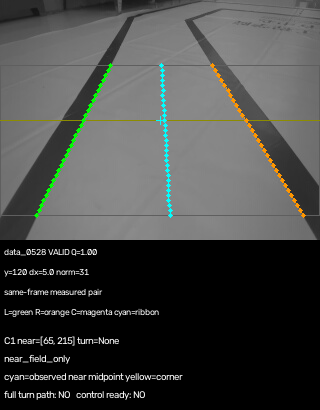 data_0528 VALID Q=1.00
y=120 dx=5.0 norm=31
same-frame measured pair
L=green R=orange C=magenta cyan=ribbon
C1 near=[65, 215] turn=None
near_field_only
cyan=observed near midpoint yellow=corner
full turn path: NO control ready: NO